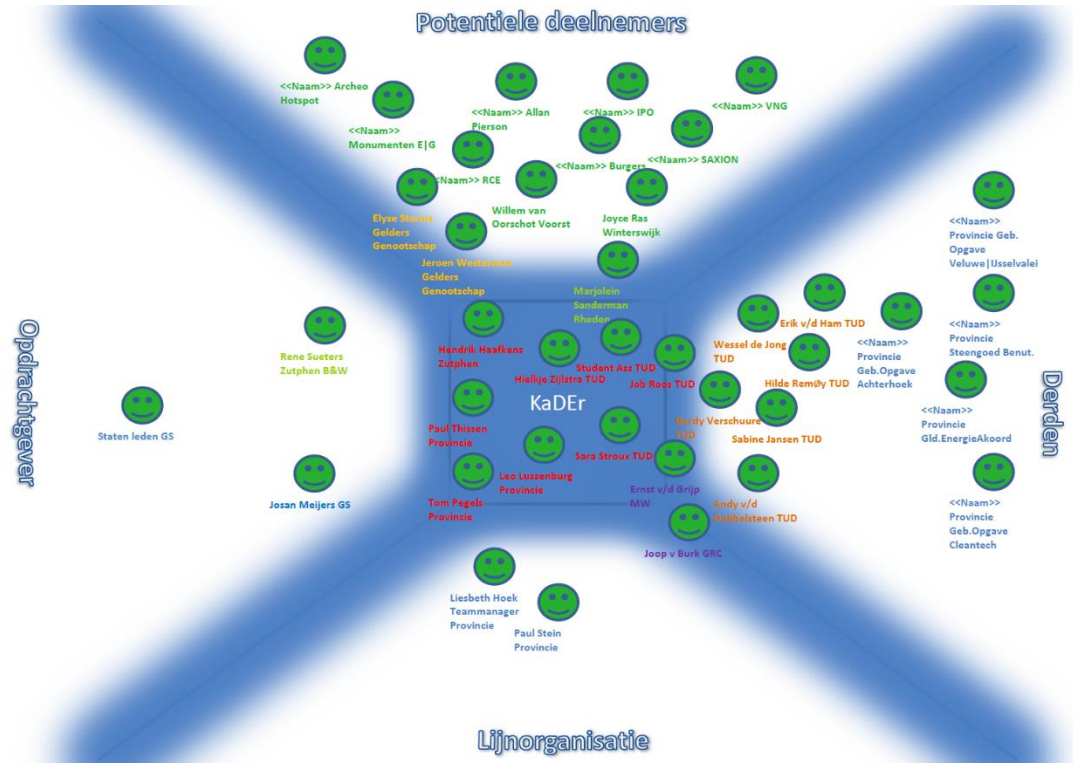 Potentiele deelnemers
<<Naam>> Archeo
Hotspot
<<Naam>>
Monumenten E|G
<<Naam>> Allan
Pierson
<<Naam>> IPO
<<Naam>> VNG
<<Naam>> RCE
<<Naam>> Burgers
<<Naam>> SAXION
Elyze Storms
Gelders
Genootschap
Willem van
Oorschot Voorst
Joyce Ras
Winterswijk
Jeroen Westerman
Gelders
Genootschap
Marjolein
Sanderman
Rheden
Opdrachtgever
Rene Sueters
Zutphen B&W
Staten leden GS
Josan Meijers GS
Hendrik Haafkens
Zutphen
Hielkje Zijlstra TUD
Student Ass TUD
Job Roos TUD
KaDEr
Paul Thissen
Provincie
Leo Lussenburg
Provincie
Sara Stroux TUD
Tom Pegels
Provincie
Ernst v/d Grijp
MW
Joop v Burk GRC
Wessel de Jong
TUD
Erik v/d Ham TUD
Hilde RemØy TUD
Gerdy Verschuure
TUD
Sabine Jansen TUD
Andy v/d
Dobbelsteen TUD
<<Naam>>
Provincie
Geb.Opgave
Achterhoek
<<Naam>>
Provincie Geb.
Opgave
Veluwe|IJsselvalei
<<Naam>>
Provincie
Steengoed Benut.
<<Naam>>
Provincie
Gld.EnergieAkoord
<<Naam>>
Provincie
Geb.Opgave
Cleantech
Derden
Liesbeth Hoek
Teammanager
Provincie
Paul Stein
Provincie
Lijnorganisatie